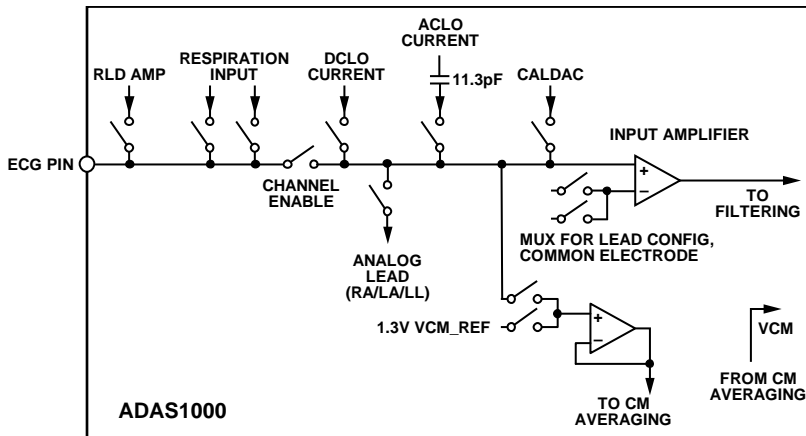 ACLO
CURRENT
RESPIRATION
INPUT
DCLO
CURRENT
RLD AMP
11.3pF
CALDAC
INPUT AMPLIFIER
ECG PIN
+
–
CHANNEL
ENABLE
TO
FILTERING
MUX FOR LEAD CONFIG,
COMMON ELECTRODE
ANALOG
LEAD
(RA/LA/LL)
1.3V VCM_REF
+
–
VCM
FROM CM
AVERAGING
TO CM
AVERAGING
ADAS1000